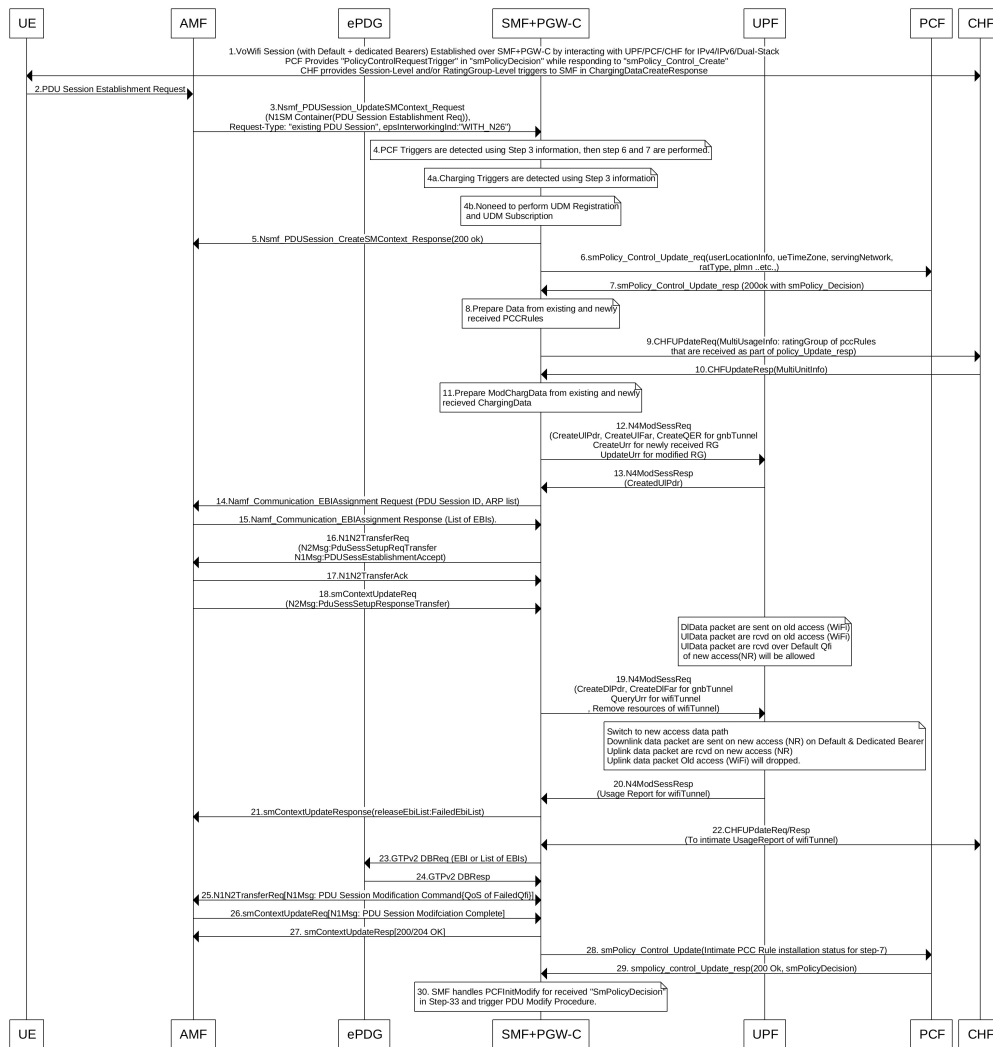 UE
AMF
ePDG
SMF+PGW-C
UPF
PCF
CHF
1.VoWifi Session (with Default + dedicated Bearers) Established over SMF+PGW-C by interacting with UPF/PCF/CHF for IPv4/IPv6/Dual-Stack
PCF Provides "PolicyControlRequestTrigger" in "smPolicyDecision" while responding to "smPolicy_Control_Create"
CHF prrovides Session-Level and/or RatingGroup-Level triggers to SMF in ChargingDataCreateResponse
2.PDU Session Establishment Request
3.Nsmf_PDUSession_UpdateSMContext_Request
(N1SM Container(PDU Session Establishment Req)),
Request-Type: "existing PDU Session", epsInterworkingInd:"WITH_N26")
4.PCF Triggers are detected using Step 3 information, then step 6 and 7 are performed.
4a.Charging Triggers are detected using Step 3 information
4b.Noneed to perform UDM Registration
and UDM Subscription
5.Nsmf_PDUSession_CreateSMContext_Response(200 ok)
6.smPolicy_Control_Update_req(userLocationInfo, ueTimeZone, servingNetwork,
ratType, plmn ..etc.,)
7.smPolicy_Control_Update_resp (200ok with smPolicy_Decision)
8.Prepare Data from existing and newly
received PCCRules
9.CHFUPdateReq(MultiUsageInfo: ratingGroup of pccRules
that are received as part of policy_Update_resp)
10.CHFUpdateResp(MultiUnitInfo)
11.Prepare ModChargData from existing and newly
recieved ChargingData
12.N4ModSessReq
(CreateUlPdr, CreateUlFar, CreateQER for gnbTunnel
CreateUrr for newly received RG
UpdateUrr for modified RG)
13.N4ModSessResp
(CreatedUlPdr)
14.Namf_Communication_EBIAssignment Request (PDU Session ID, ARP list)
15.Namf_Communication_EBIAssignment Response (List of EBIs).
16.N1N2TransferReq
(N2Msg:PduSessSetupReqTransfer
N1Msg:PDUSessEstablishmentAccept)
17.N1N2TransferAck
18.smContextUpdateReq
(N2Msg:PduSessSetupResponseTransfer)
DlData packet are sent on old access (WiFi)
UlData packet are rcvd on old access (WiFi)
UlData packet are rcvd over Default Qfi
of new access(NR) will be allowed
19.N4ModSessReq
(CreateDlPdr, CreateDlFar for gnbTunnel
QueryUrr for wifiTunnel
, Remove resources of wifiTunnel)
Switch to new access data path
Downlink data packet are sent on new access (NR) on Default & Dedicated Bearer
Uplink data packet are rcvd on new access (NR)
Uplink data packet Old access (WiFi) will dropped.
20.N4ModSessResp
(Usage Report for wifiTunnel)
21.smContextUpdateResponse(releaseEbiList:FailedEbiList)
22.CHFUPdateReq/Resp
(To intimate UsageReport of wifiTunnel)
23.GTPv2 DBReq (EBI or List of EBIs)
24.GTPv2 DBResp
25.N1N2TransferReq[N1Msg: PDU Session Modification Command{QoS of FailedQfi}]
26.smContextUpdateReq[N1Msg: PDU Session Modifciation Complete]
27. smContextUpdateResp[200/204 OK]
28. smPolicy_Control_Update(Intimate PCC Rule installation status for step-7)
29. smpolicy_control_Update_resp(200 Ok, smPolicyDecision)
30. SMF handles PCFInitModify for received "SmPolicyDecision"
in Step-33 and trigger PDU Modify Procedure.
UE
AMF
ePDG
SMF+PGW-C
UPF
PCF
CHF